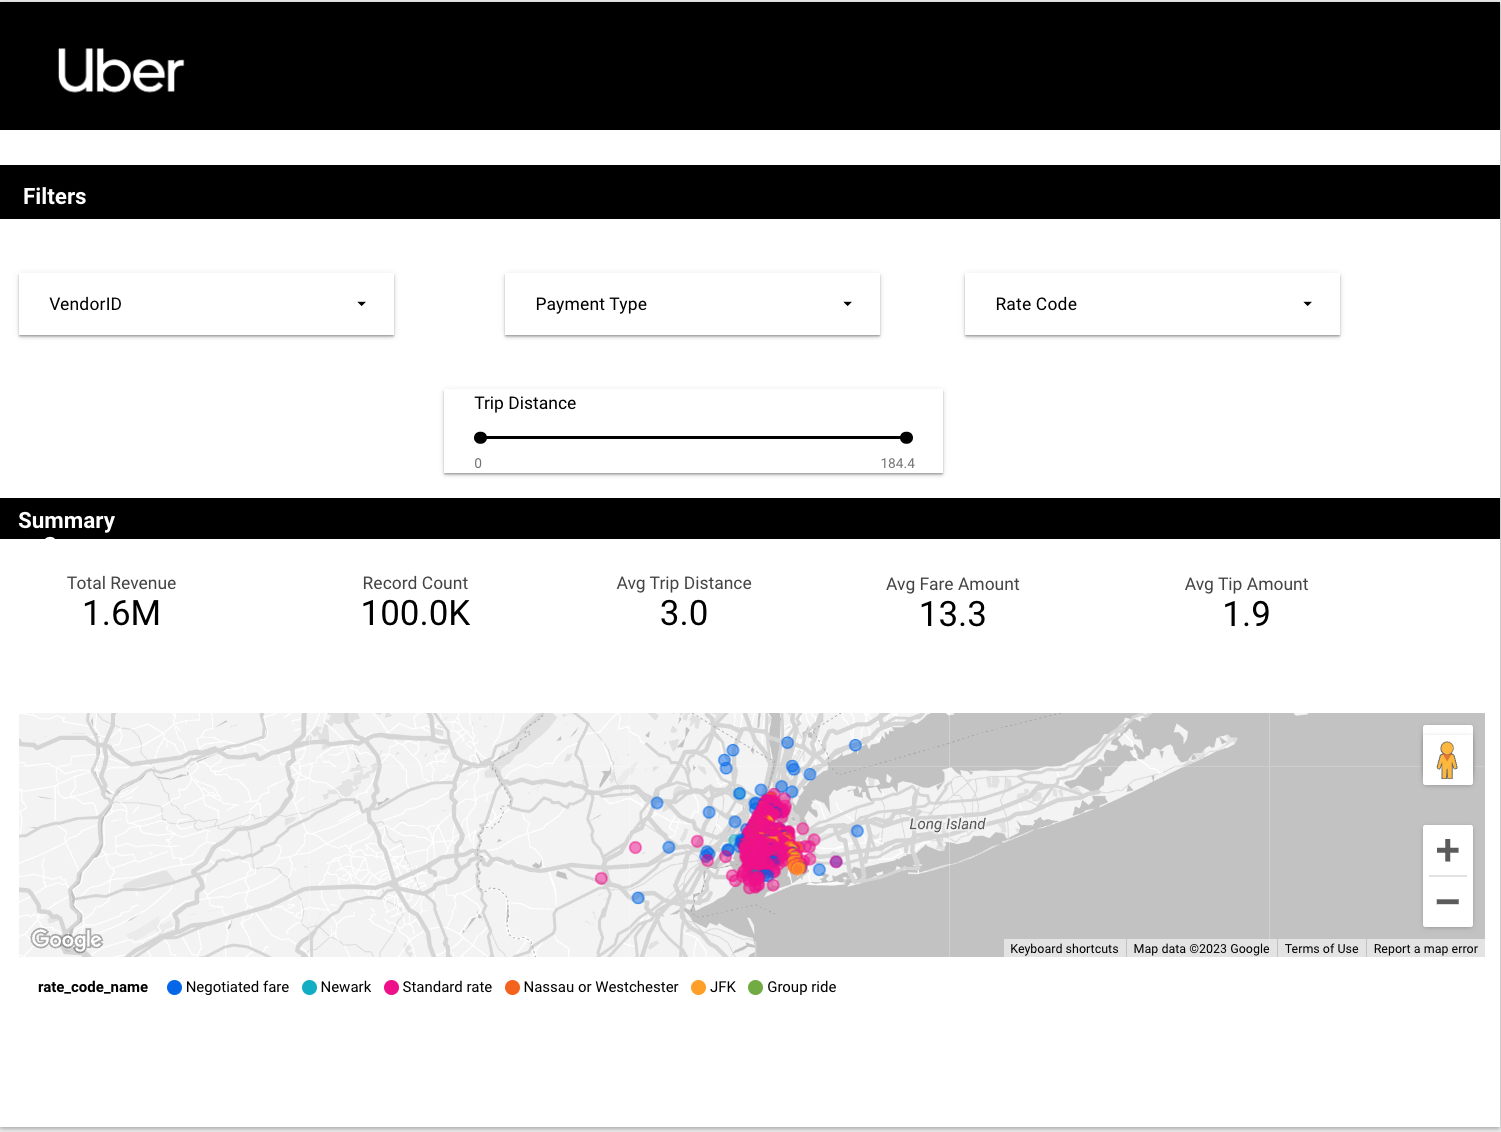 Uber
Filters
VendorID
Payment Type
Rate Code
Trip Distance
0
184.4
Summary
Total Revenue
1.6M
Record Count
100.0K
Avg Trip Distance
3.0
Avg Fare Amount
13.3
Avg Tip Amount
1.9
Long Island
Google
Keyboard shortcuts
Map data ©2023 Google
Terms of Use
Report a map error
rate_code_name Negotiated fare Newark Standard rate Nassau or Westchester JFK Group ride